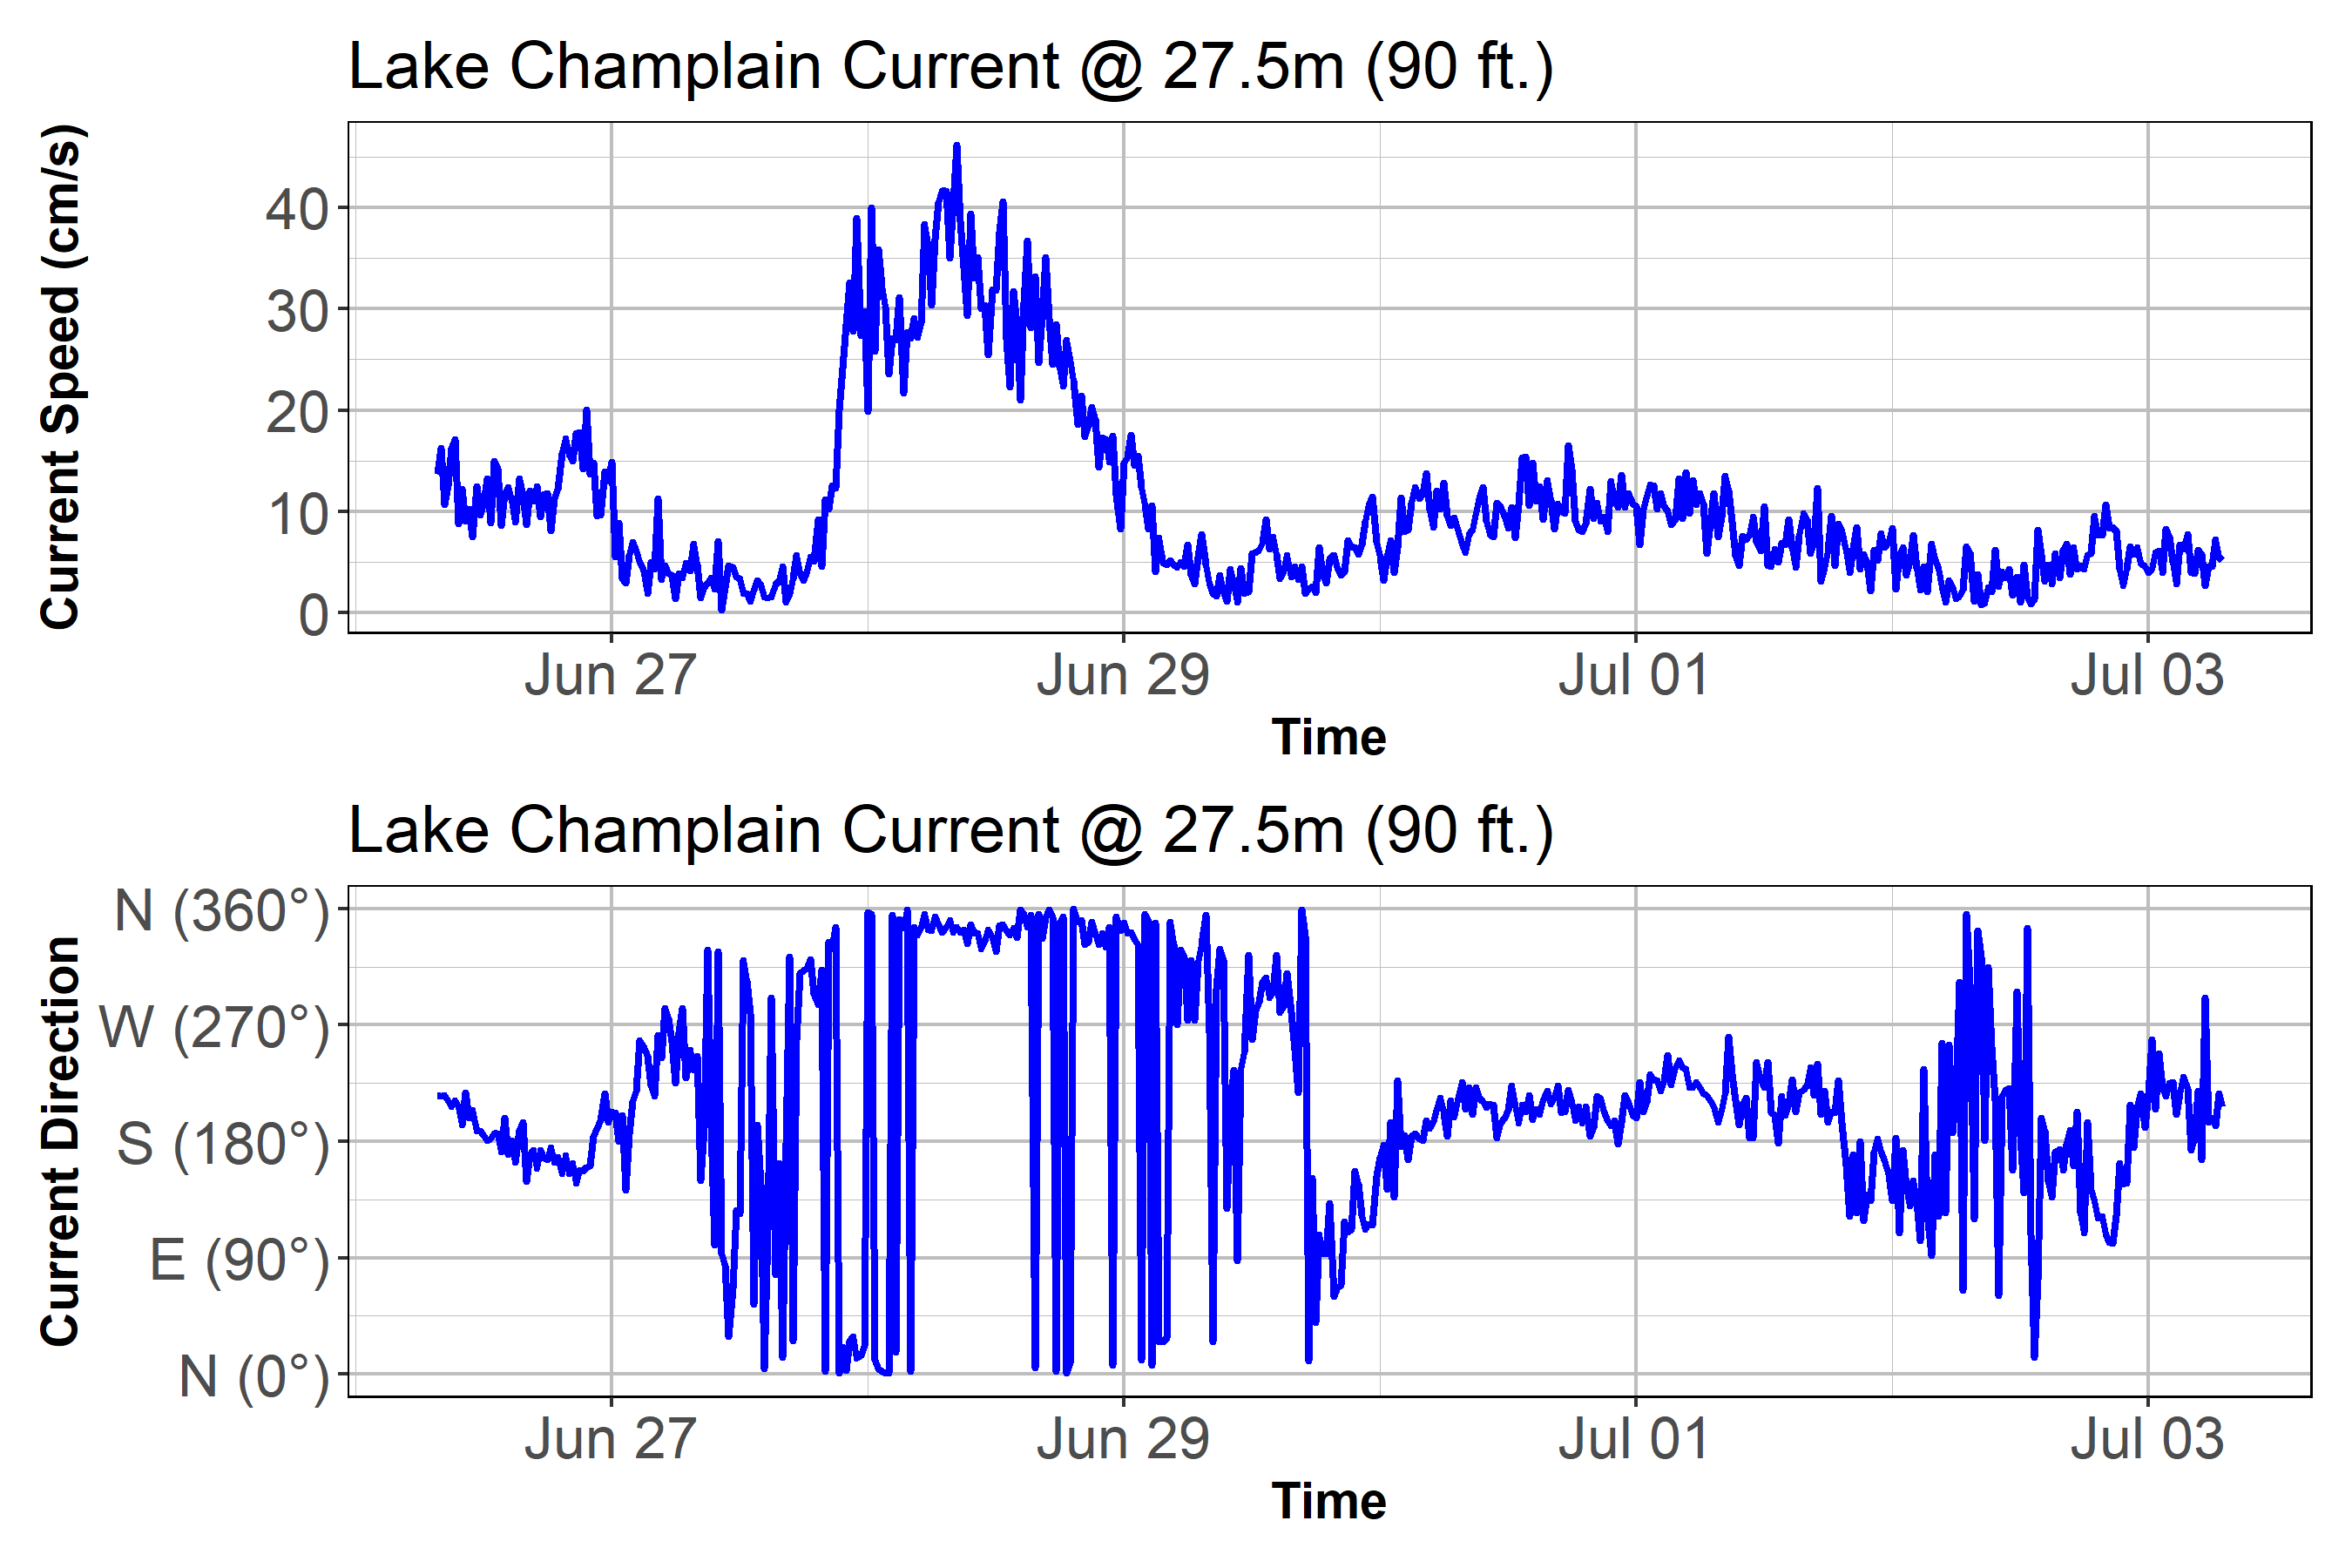 Lake Champlain Current @ 27.5m (90 ft.)
Current Speed (cm/s)
40
30
20
10
0
Jun 27 Jun 29 Jul 01 Jul 03
Time
Lake Champlain Current @ 27.5m (90 ft.)
Current Direction
N (360°)
W (270°)
S (180°)
E (90°)
N (0°)
Jun 27 Jun 29 Jul 01 Jul 03
Time